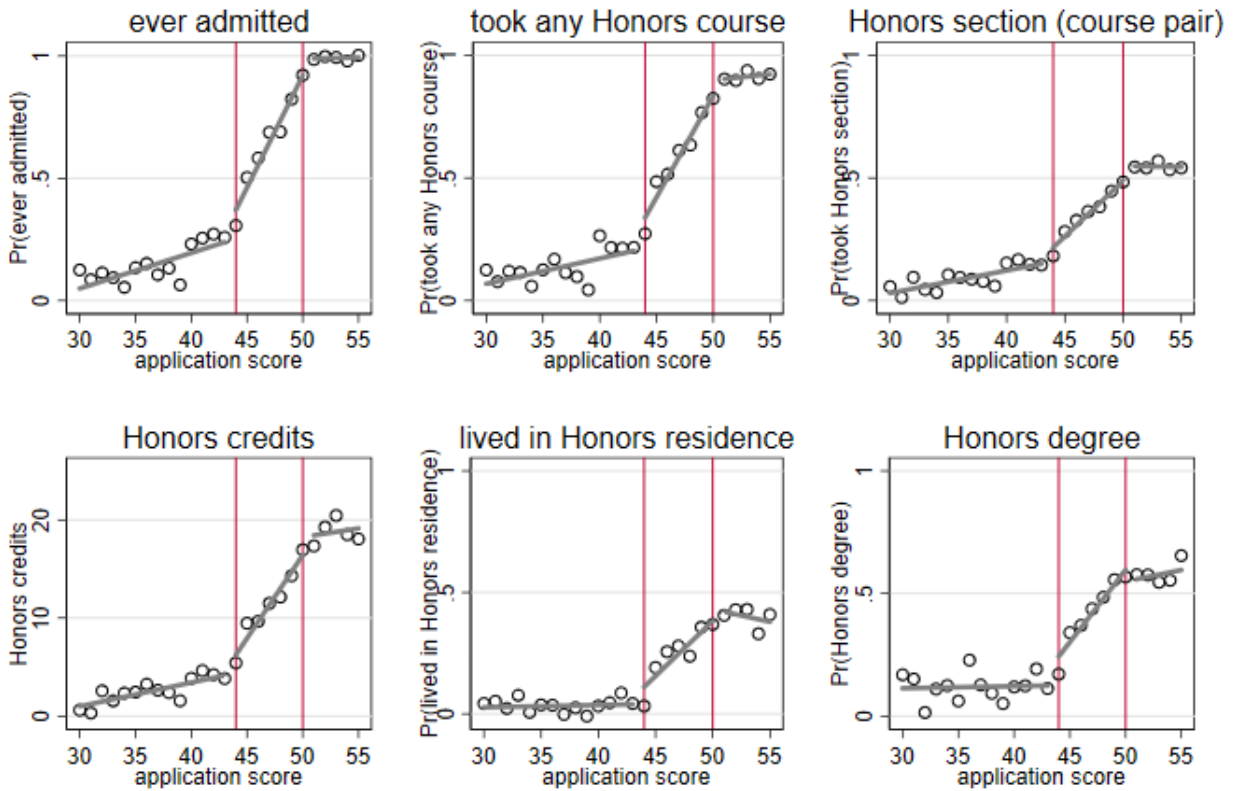 ever admitted
Pr(ever admitted)
0 .5 1
30 35 40 45 50 55
application score
took any Honors course
Pr(took any Honors course)
0 .5 1
30 35 40 45 50 55
application score
Honors section (course pair)
Pr(took Honors section)
0 .5 1
30 35 40 45 50 55
application score
Honors credits
Honors credits
0 10 20
30 35 40 45 50 55
application score
lived in Honors residence
Pr(lived in Honors residence)
0 .5 1
30 35 40 45 50 55
application score
Honors degree
Pr(Honors degree)
0 .5 1
30 35 40 45 50 55
application score